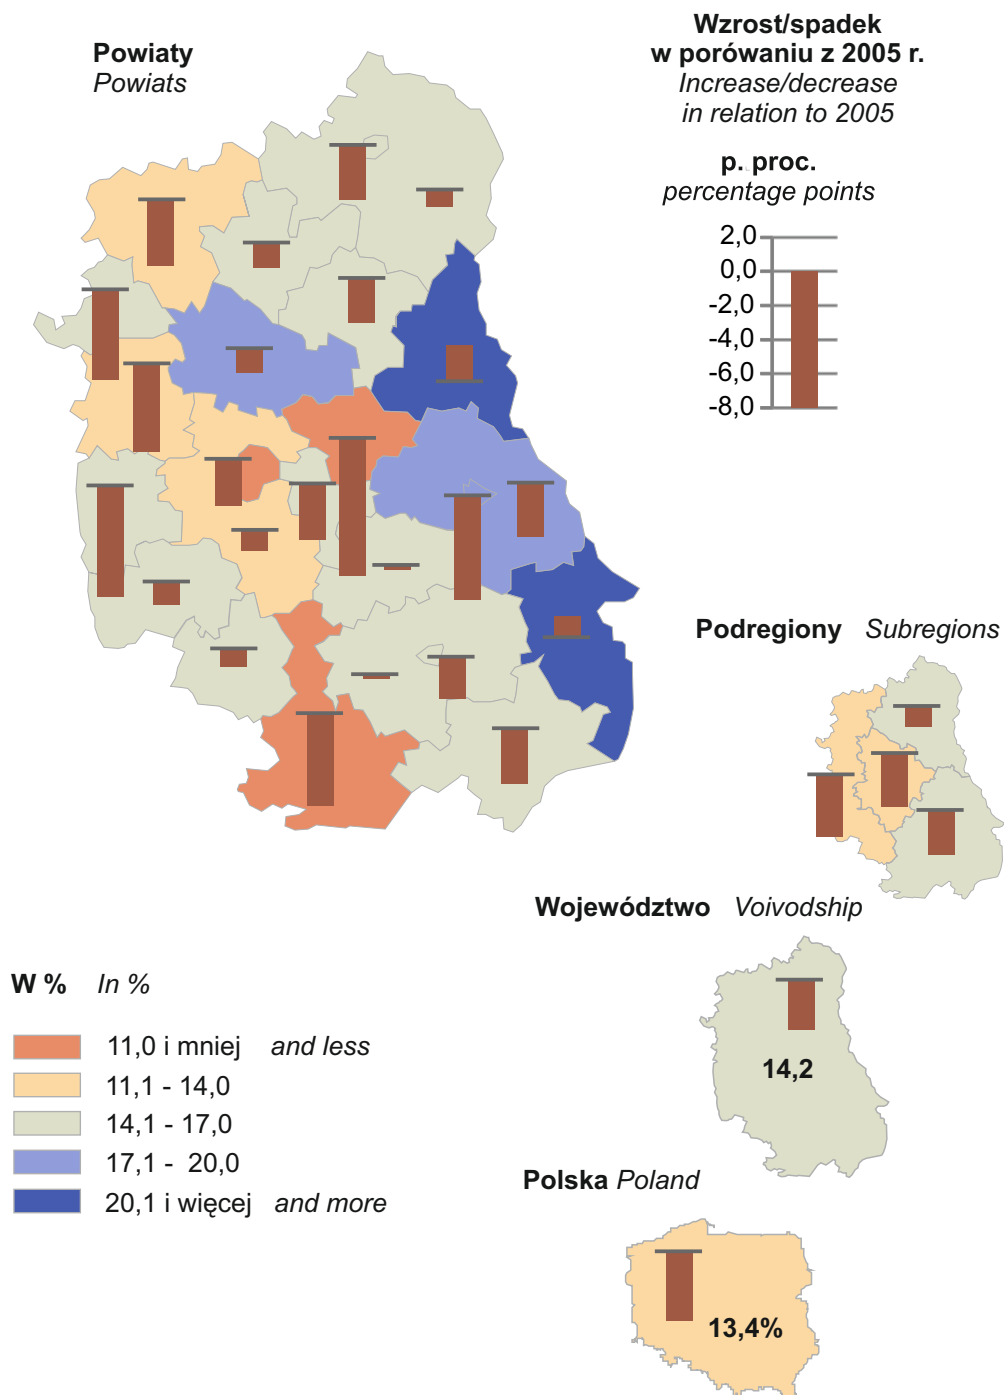 Powiaty
Powiats
Wzrost/spadek
w porówaniu z 2005 r.
Increase/decrease
in relation to 2005
p. proc.
percentage points
2,0
0,0
-2,0
-4,0
-6,0
-8,0
Podregiony Subregions
Województwo Voivodship
14,2
W % In %
11,0 i mniej and less
11,1 - 14,0
14,1 - 17,0
17,1 - 20,0
20,1 i więcej and more
Polska Poland
13,4%